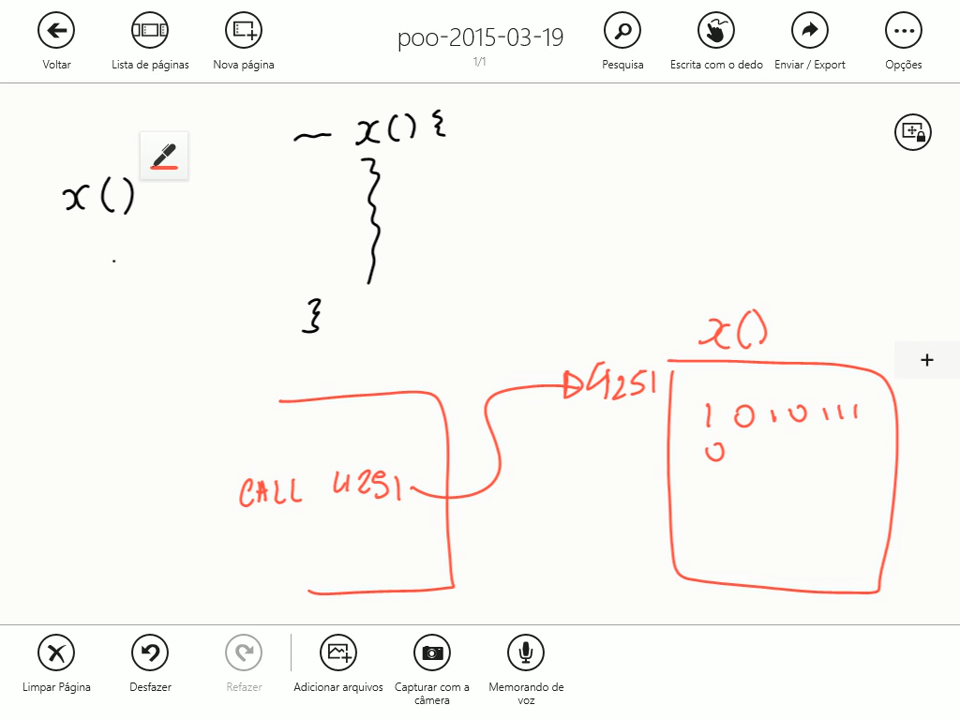 poo-2015-03-19
1/1
Voltar
Lista de páginas
Nova página
Pesquisa
Escrita com o dedo
Enviar / Export
Opções
x() {
x()
}
x()
4251
1 0 1 0 1 1 1
0
CALL 4251
Limpar Página
Desfazer
Refazer
Adicionar arquivos
Capturar com a
câmera
Memorando de
voz